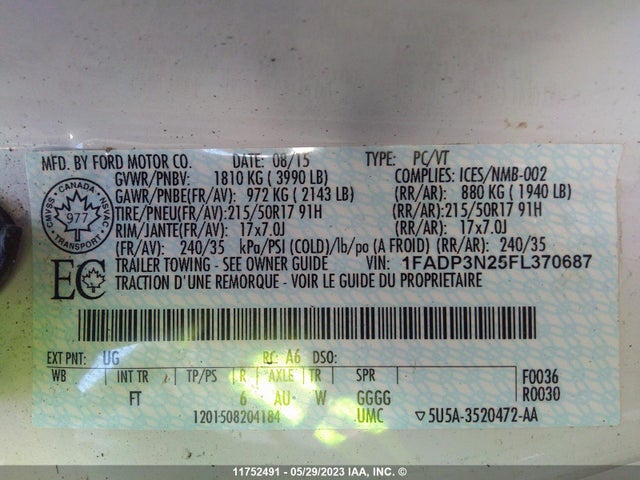 MFD. BY FORD MOTOR CO. DATE: 08/15 TYPE: PC/VT
GVWR/PNBV: 1810 KG ( 3990 LB) COMPLIES: ICES/NMB-002
GAWR/PNBE(FR/AV): 972 KG ( 2143 LB) (RR/AR): 880 KG ( 1940 LB)
TIRE/PNEU(FR/AV): 215/50R17 91H (RR/AR): 215/50R17 91H
RIM/JANTE(FR/AV): 17x7.0J (RR/AR): 17x7.0J
(FR/AV): 240/35 kPa/PSI (COLD)/lb/po (A FROID) / (RR/AR): 240/35
TRAILER TOWING - SEE OWNER GUIDE VIN: 1FADP3N25FL370687
TRACTION D'UNE REMORQUE - VOIR LE GUIDE DU PROPRIETAIRE
CANADA
CMVSS NSVAC
977
TRANSPORT
EC
EXT PNT: UG RC: A6 DSO:
WB INT TR TP/PS R AXLE TR SPR F0036
FT 6 AU W GGGG R0030
1201508204184 UMC ▽5U5A-3520472-AA
11752491 - 05/29/2023 IAA, INC. ©